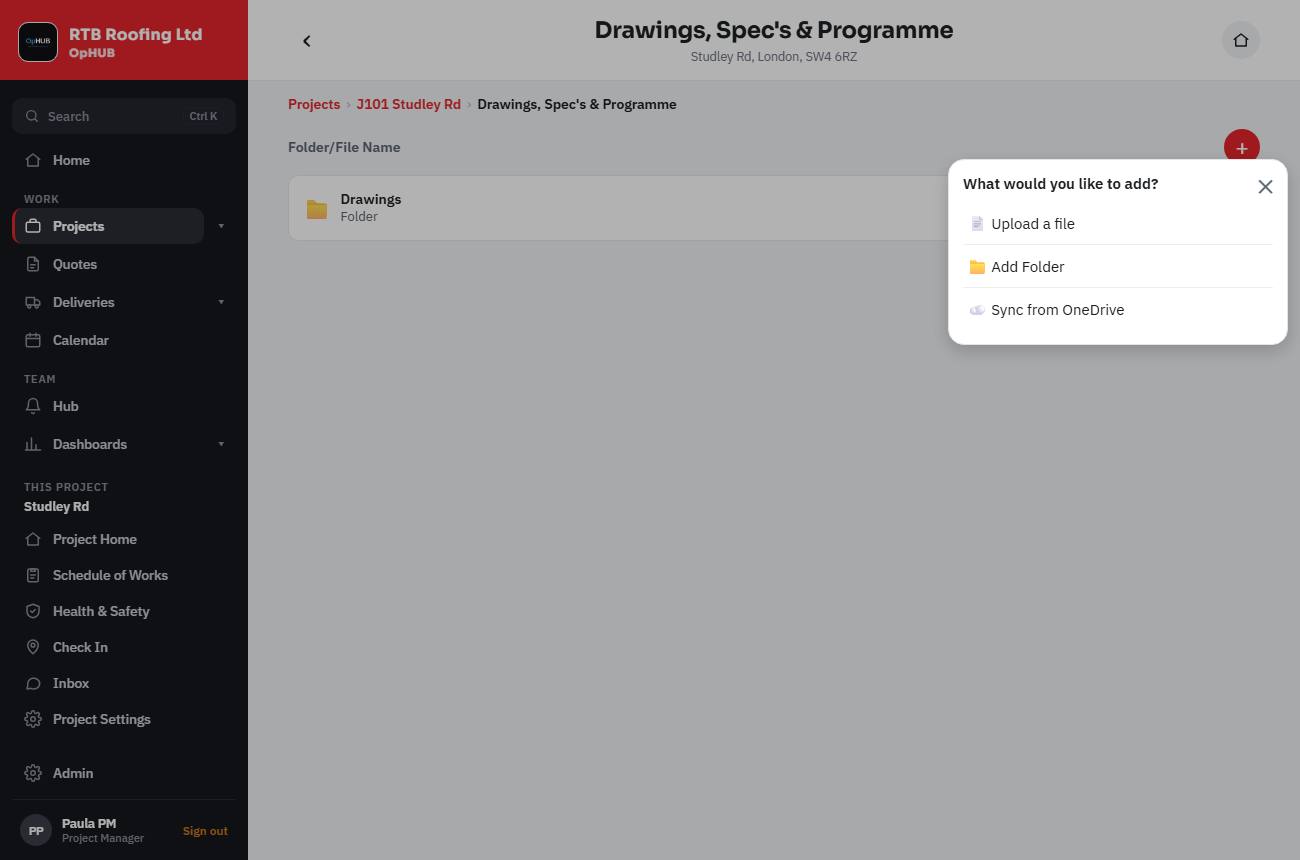 OpHUB
RTB Roofing Ltd
OpHUB
Search
Ctrl K
Home
WORK
Projects
Quotes
Deliveries
Calendar
TEAM
Hub
Dashboards
THIS PROJECT
Studley Rd
Project Home
Schedule of Works
Health & Safety
Check In
Inbox
Project Settings
Admin
PP
Paula PM
Project Manager
Sign out
Drawings, Spec's & Programme
Studley Rd, London, SW4 6RZ
Projects › J101 Studley Rd › Drawings, Spec's & Programme
Folder/File Name
+
Drawings
Folder
What would you like to add?
Upload a file
Add Folder
Sync from OneDrive